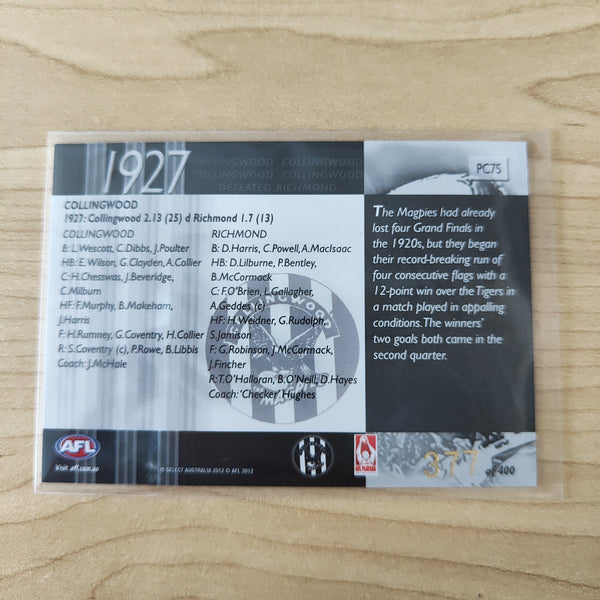 1927
COLLINGWOOD COLLINGWOOD
COLLINGWOOD COLLINGWOOD
DEFEATED RICHMOND
PC75
COLLINGWOOD
1927: Collingwood 2.13 (25) d Richmond 1.7 (13)
COLLINGWOOD
B: L.Wescott, C.Dibbs, J.Poulter
HB: E.Wilson, G.Clayden, A.Collier
C: H.Chesswas, J.Beveridge,
C.Milburn
HF: F.Murphy, B.Makeham,
J.Harris
F: H.Rumney, G.Coventry, H.Collier
R: S.Coventry (c), P.Rowe, B.Libbis
Coach: J.McHale
RICHMOND
B: D.Harris, C.Powell, A.MacIsaac
HB: D.Lilburne, P.Bentley,
B.McCormack
C: F.O'Brien, L.Gallagher,
A.Geddes (c)
HF: H.Weidner, G.Rudolph,
S.Jamison
F: G.Robinson, J.McCormack,
J.Fincher
R: T.O'Halloran, B.O'Neill, D.Hayes
Coach: 'Checker' Hughes
The Magpies had already
lost four Grand Finals in
the 1920s, but they began
their record-breaking run of
four consecutive flags with a
12-point win over the Tigers in
a match played in appalling
conditions. The winners'
two goals both came in the
second quarter.
AFL
Visit afl.com.au
© SELECT AUSTRALIA 2012 © AFL 2012
AFL PLAYERS
377 of 400